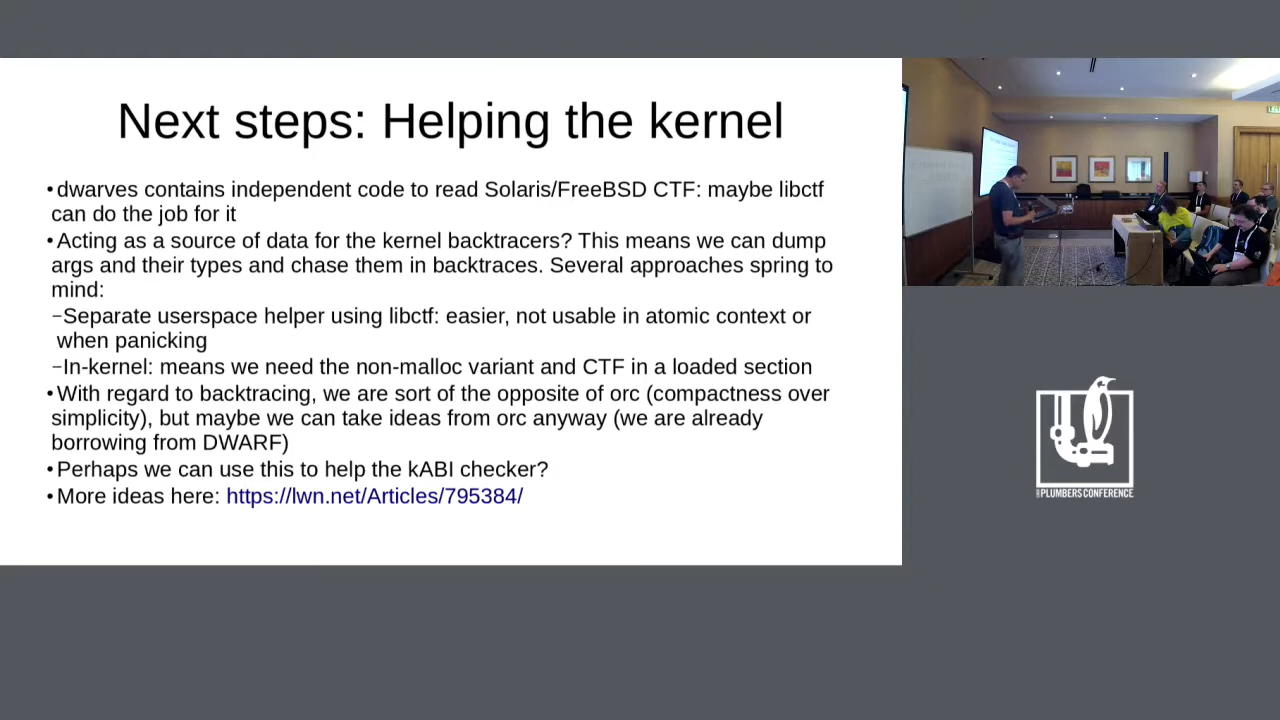 Next steps: Helping the kernel
•dwarves contains independent code to read Solaris/FreeBSD CTF: maybe libctf
can do the job for it
•Acting as a source of data for the kernel backtracers? This means we can dump
args and their types and chase them in backtraces. Several approaches spring to
mind:
–Separate userspace helper using libctf: easier, not usable in atomic context or
when panicking
–In-kernel: means we need the non-malloc variant and CTF in a loaded section
•With regard to backtracing, we are sort of the opposite of orc (compactness over
simplicity), but maybe we can take ideas from orc anyway (we are already
borrowing from DWARF)
•Perhaps we can use this to help the kABI checker?
•More ideas here: https://lwn.net/Articles/795384/
PLUMBERS CONFERENCE